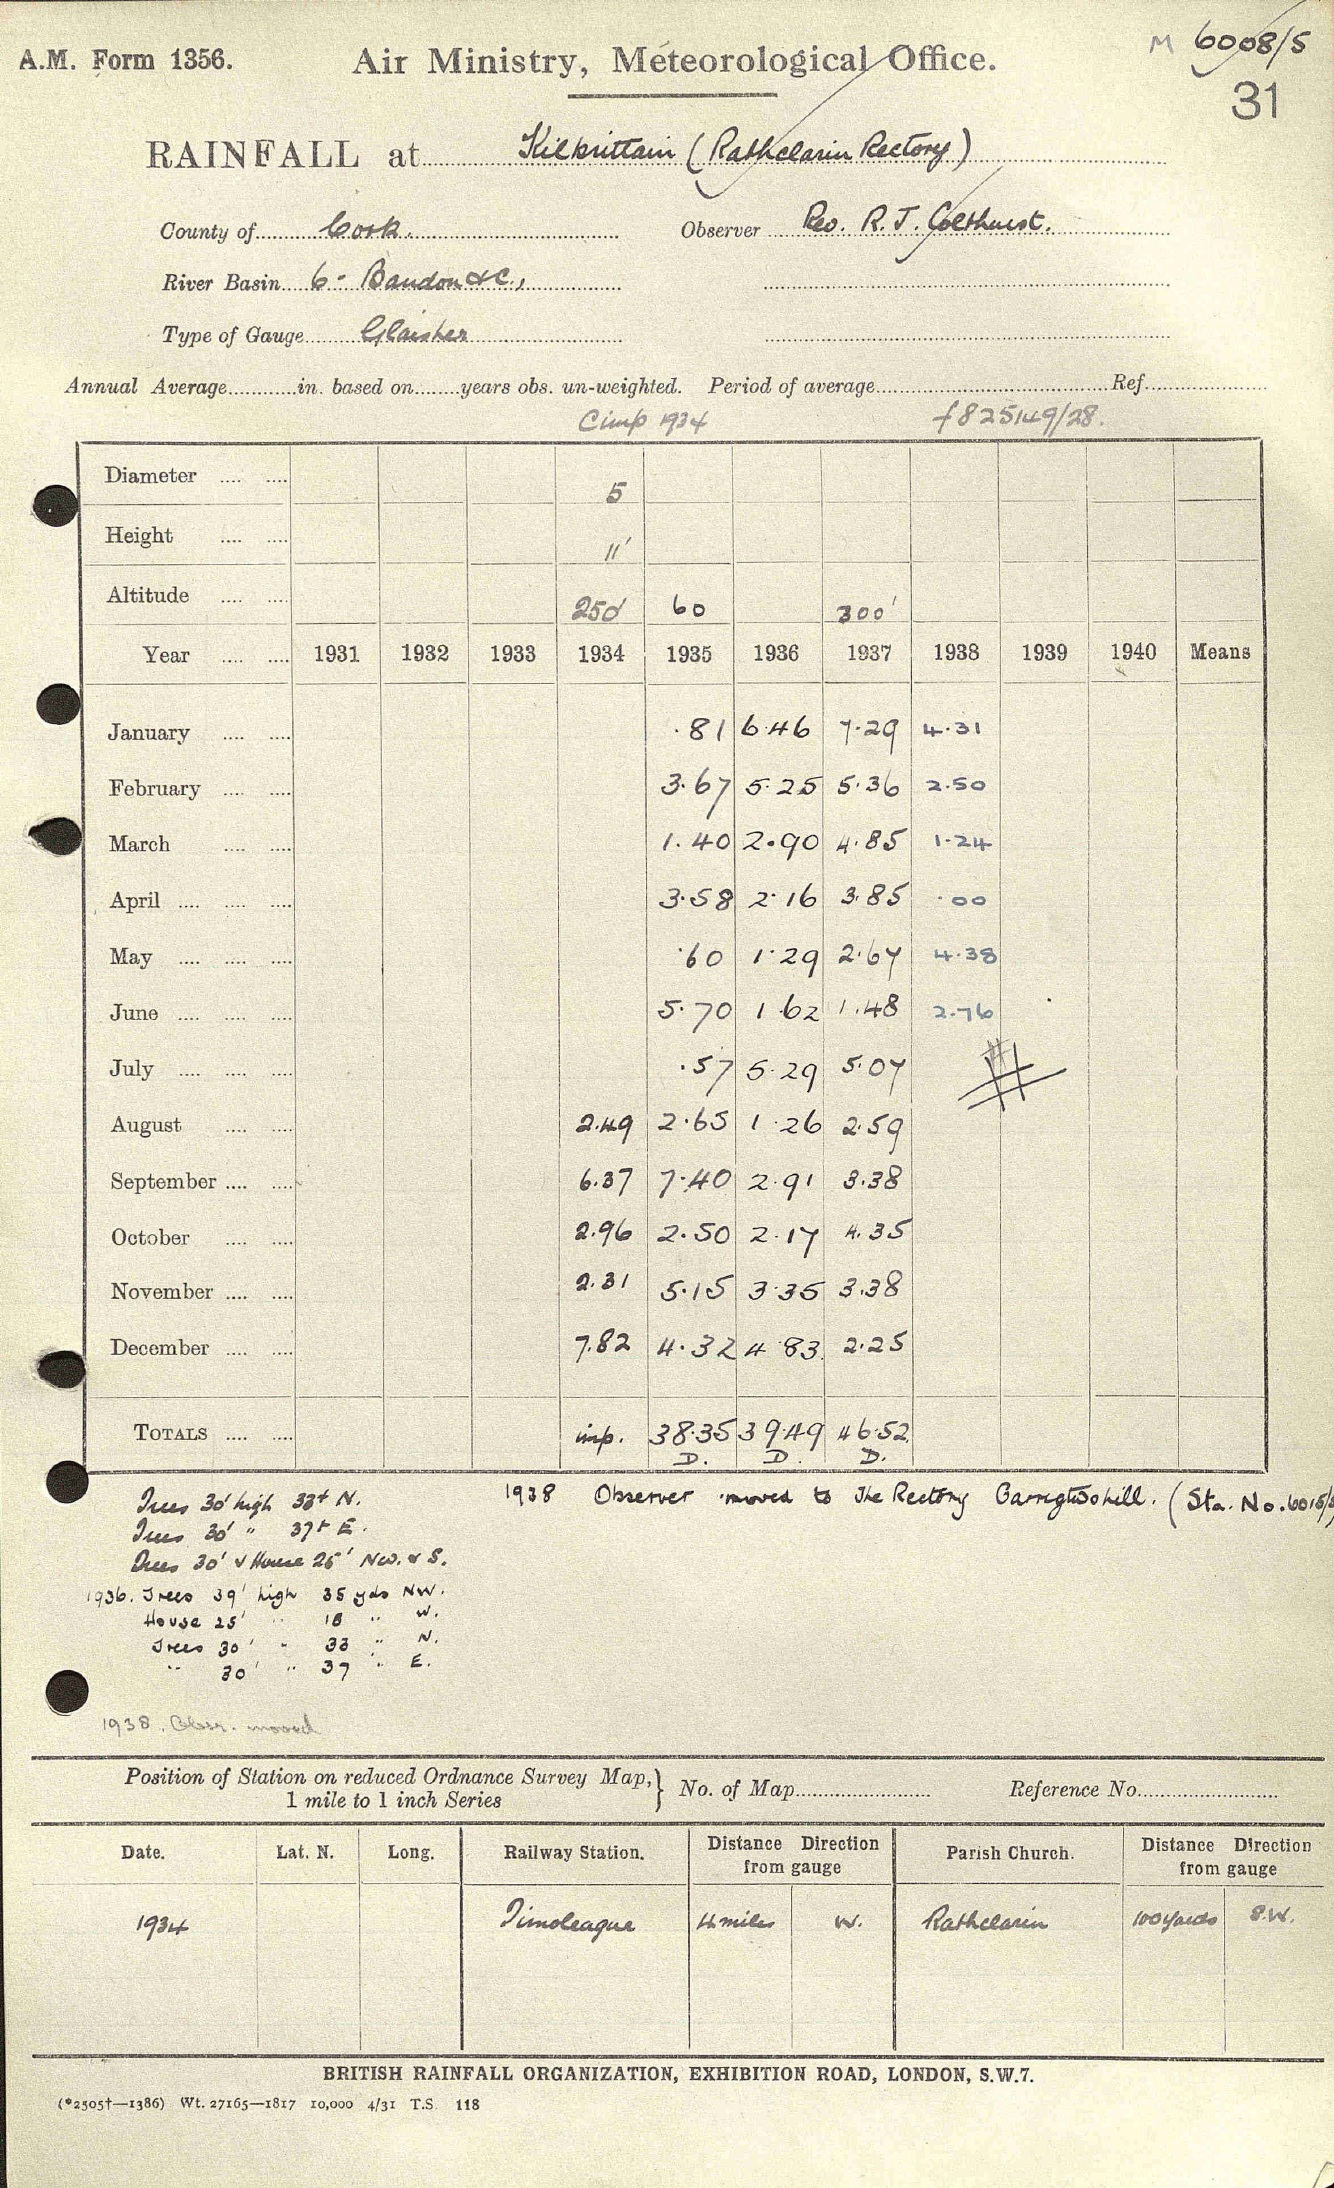 A.M. Form 1356.
Air Ministry, Meteorological Office.
M 6008/5
31
RAINFALL at Kilbrittain (Rathclarin Rectory)
County of Cork. Observer Rev. R. J. Colthurst.
River Basin 6 - Bandon &c.,
Type of Gauge Glaisher
Annual Average in. based on years obs. un-weighted. Period of average Ref.
Cimp 1934 f825149/28.
Diameter .... .... 5
Height .... .... 11'
Altitude .... .... 250' 60 300'
Year .... .... 1931 1932 1933 1934 1935 1936 1937 1938 1939 1940 Means
January .... .... .81 6.46 7.29 4.31
February .... .... 3.67 5.25 5.36 2.50
March .... .... 1.40 2.90 4.85 1.24
April .... .... .... 3.58 2.16 3.85 .00
May .... .... .... .60 1.29 2.67 4.38
June .... .... .... 5.70 1.62 1.48 2.76
July .... .... .... .57 5.29 5.07
August .... .... 2.49 2.65 1.26 2.59
September .... .... 6.37 7.40 2.91 3.38
October .... .... 2.96 2.50 2.17 4.35
November .... .... 2.31 5.15 3.35 3.38
December .... .... 7.82 4.32 4.83 2.25
TOTALS .... .... imp. 38.35 39.49 46.52
D. D. D.
1938 Observer moved to The Rectory Carrigtwohill. (Sta. No. 6015/
Trees 30' high 33+ N.
Trees 30' " 37+ E.
Trees 30' & House 25' NW. & S.
1936. Trees 39' high 35 yds NW.
House 25' " 18 " W.
Trees 30' " 33 " N.
" 30' " 37 " E.
1938. Obsr. moved
Position of Station on reduced Ordnance Survey Map,} No. of Map Reference No.
1 mile to 1 inch Series
Date. Lat. N. Long. Railway Station. Distance Direction from gauge Parish Church. Distance Direction from gauge
1934 Timoleague 4 miles W. Rathclarin 100 yards S.W.
BRITISH RAINFALL ORGANIZATION, EXHIBITION ROAD, LONDON, S.W.7.
(*2505†—1386) Wt. 27165—1817 10,000 4/31 T.S. 118